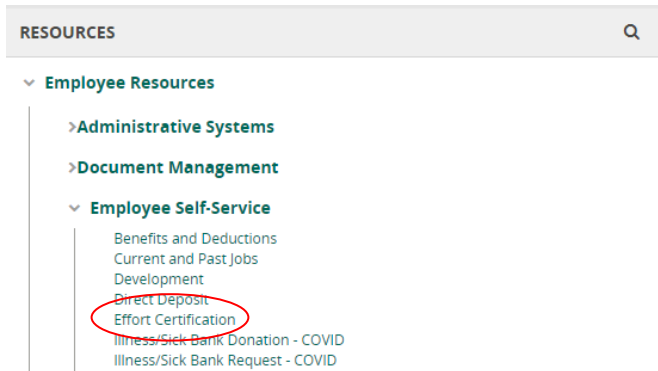 RESOURCES
Employee Resources
Administrative Systems
Document Management
Employee Self-Service
Benefits and Deductions
Current and Past Jobs
Development
Direct Deposit
Effort Certification
Illness/Sick Bank Donation - COVID
Illness/Sick Bank Request - COVID